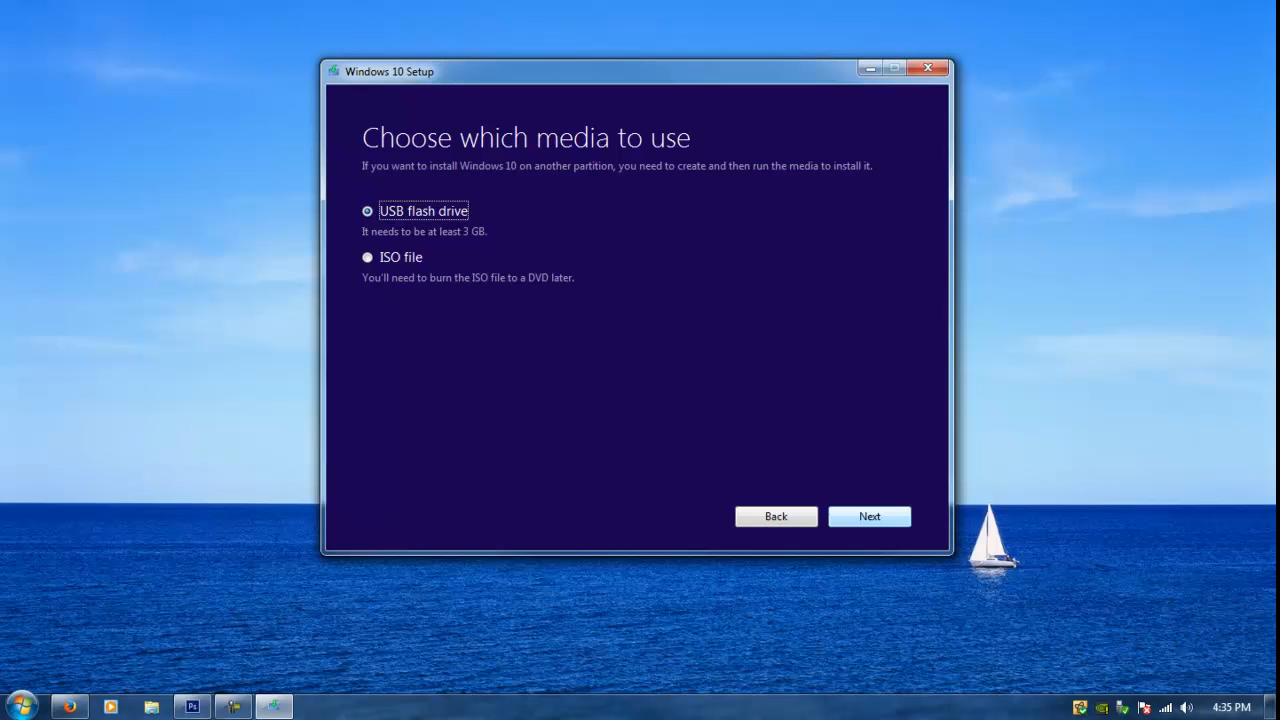 Windows 10 Setup
Choose which media to use
If you want to install Windows 10 on another partition, you need to create and then run the media to install it.
USB flash drive
It needs to be at least 3 GB.
ISO file
You'll need to burn the ISO file to a DVD later.
Back
Next
Ps
4:35 PM